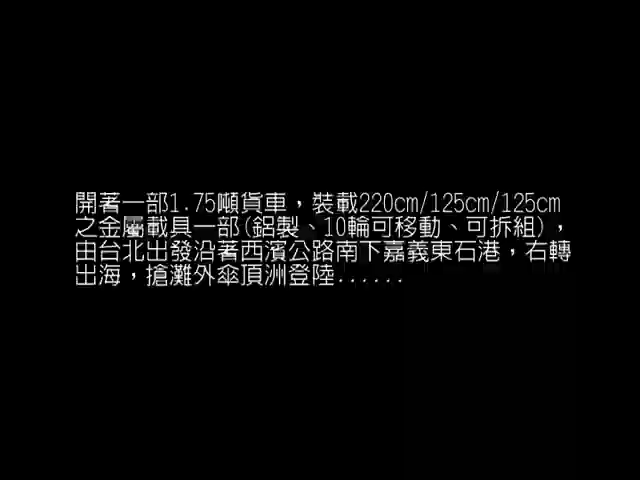 開著一部1.75噸貨車，裝載220cm/125cm/125cm
之金屬載具一部(鋁製、10輪可移動、可拆組)，
由台北出發沿著西濱公路南下嘉義東石港，右轉
出海，搶灘外傘頂洲登陸......